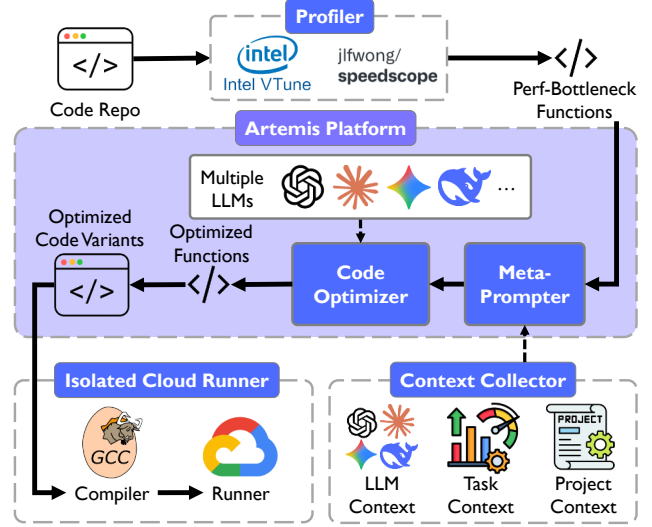 Profiler
</>
Code Repo
intel
Intel VTune
jlfwong/
speedscope
</>
Perf-Bottleneck
Functions
Artemis Platform
Multiple
LLMs
...
Optimized
Code Variants
</>
Optimized
Functions
</>
Code
Optimizer
Meta-
Prompter
Isolated Cloud Runner
GCC
Compiler
Runner
Context Collector
LLM
Context
Task
Context
PROJECT
Project
Context